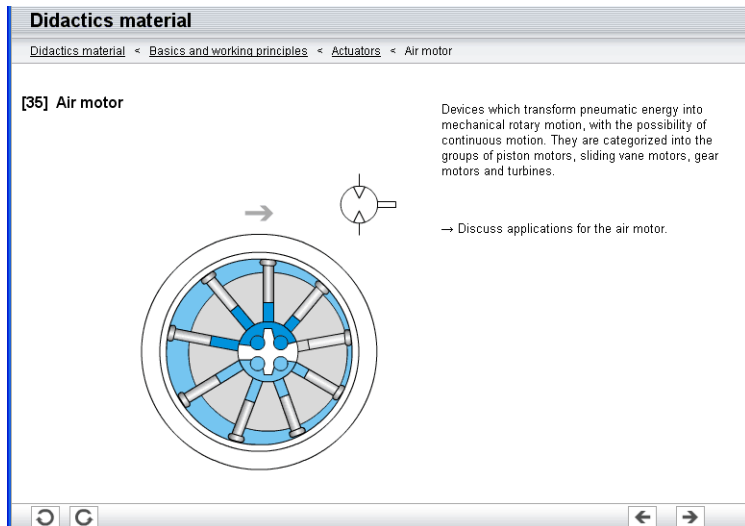 Didactics material
Didactics material < Basics and working principles < Actuators < Air motor
[35] Air motor
Devices which transform pneumatic energy into
mechanical rotary motion, with the possibility of
continuous motion. They are categorized into the
groups of piston motors, sliding vane motors, gear
motors and turbines.
→ Discuss applications for the air motor.